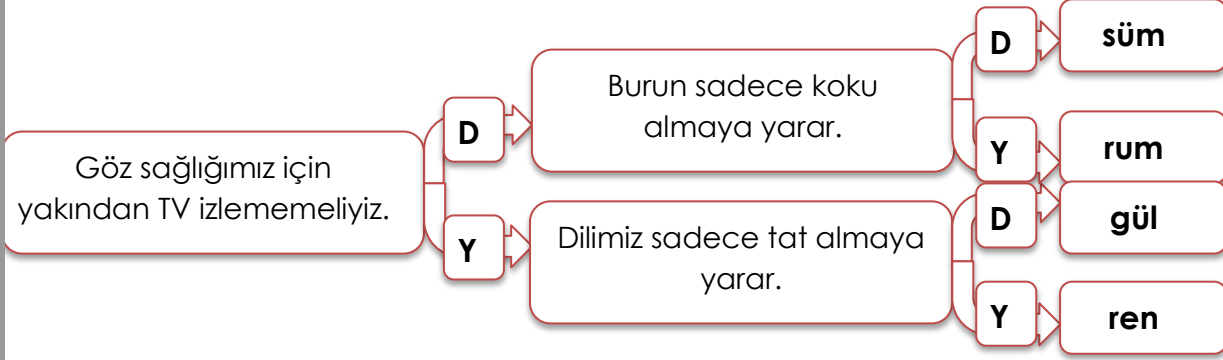 Göz sağlığımız için
yakından TV izlememeliyiz.
D
Y
Burun sadece koku
almaya yarar.
Dilimiz sadece tat almaya
yarar.
D
süm
Y
rum
D
gül
Y
ren